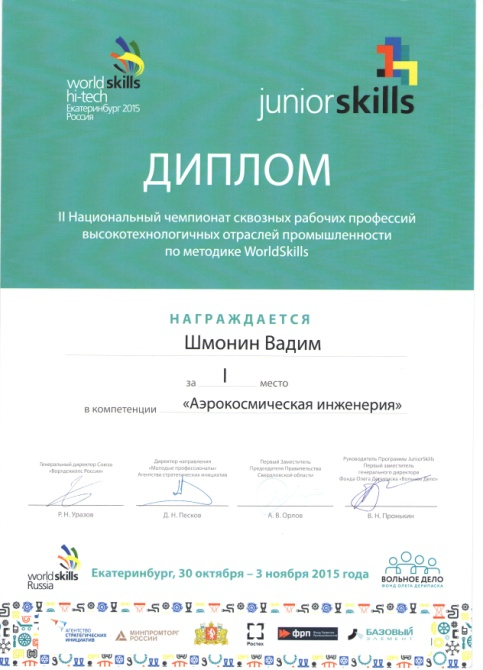 world skills
hi-tech
Екатеринбург 2015
Россия
juniorskills
ДИПЛОМ
II Национальный чемпионат сквозных рабочих профессий
высокотехнологичных отраслей промышленности
по методике WorldSkills
НАГРАЖДАЕТСЯ
Шмонин Вадим
за I место
в компетенции «Аэрокосмическая инженерия»
Генеральный директор Союза
«Ворлдскиллс Россия»
Директор направления
«Молодые профессионалы»
Агентства стратегических инициатив
Первый Заместитель
Председателя Правительства
Свердловской области
Руководитель Программы JuniorSkills
Первый заместитель
генерального директора
Фонда Олега Дерипаска «Вольное Дело»
Р. Н. Уразов
Д. Н. Песков
А. В. Орлов
В. Н. Пронькин
world skills
Russia
Екатеринбург, 30 октября – 3 ноября 2015 года
ВОЛЬНОЕ ДЕЛО
ФОНД ОЛЕГА ДЕРИПАСКА
АГЕНТСТВО
СТРАТЕГИЧЕСКИХ
ИНИЦИАТИВ
МИНПРОМТОРГ
РОССИИ
РОСТЕХ
фрп
БАЗОВЫЙ
ЭЛЕМЕНТ